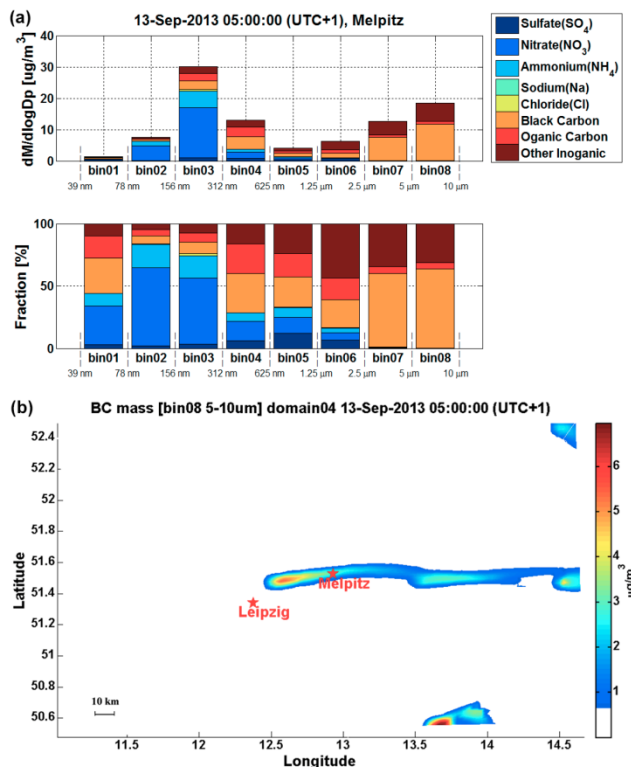 (a) 13-Sep-2013 05:00:00 (UTC+1), Melpitz
dM/dlogDp [ug/m³]
40
30
20
10
0
bin01 bin02 bin03 bin04 bin05 bin06 bin07 bin08
39 nm 78 nm 156 nm 312 nm 625 nm 1.25 μm 2.5 μm 5 μm 10 μm
Sulfate(SO₄)
Nitrate(NO₃)
Ammonium(NH₄)
Sodium(Na)
Chloride(Cl)
Black Carbon
Oganic Carbon
Other Inoganic
Fraction [%]
100
50
0
bin01 bin02 bin03 bin04 bin05 bin06 bin07 bin08
39 nm 78 nm 156 nm 312 nm 625 nm 1.25 μm 2.5 μm 5 μm 10 μm
(b) BC mass [bin08 5-10um] domain04 13-Sep-2013 05:00:00 (UTC+1)
Latitude
52.4
52.2
52
51.8
51.6
51.4
51.2
51
50.8
50.6
Melpitz
Leipzig
10 km
11.5 12 12.5 13 13.5 14 14.5
Longitude
6
5
4
3
2
1
ug/m³